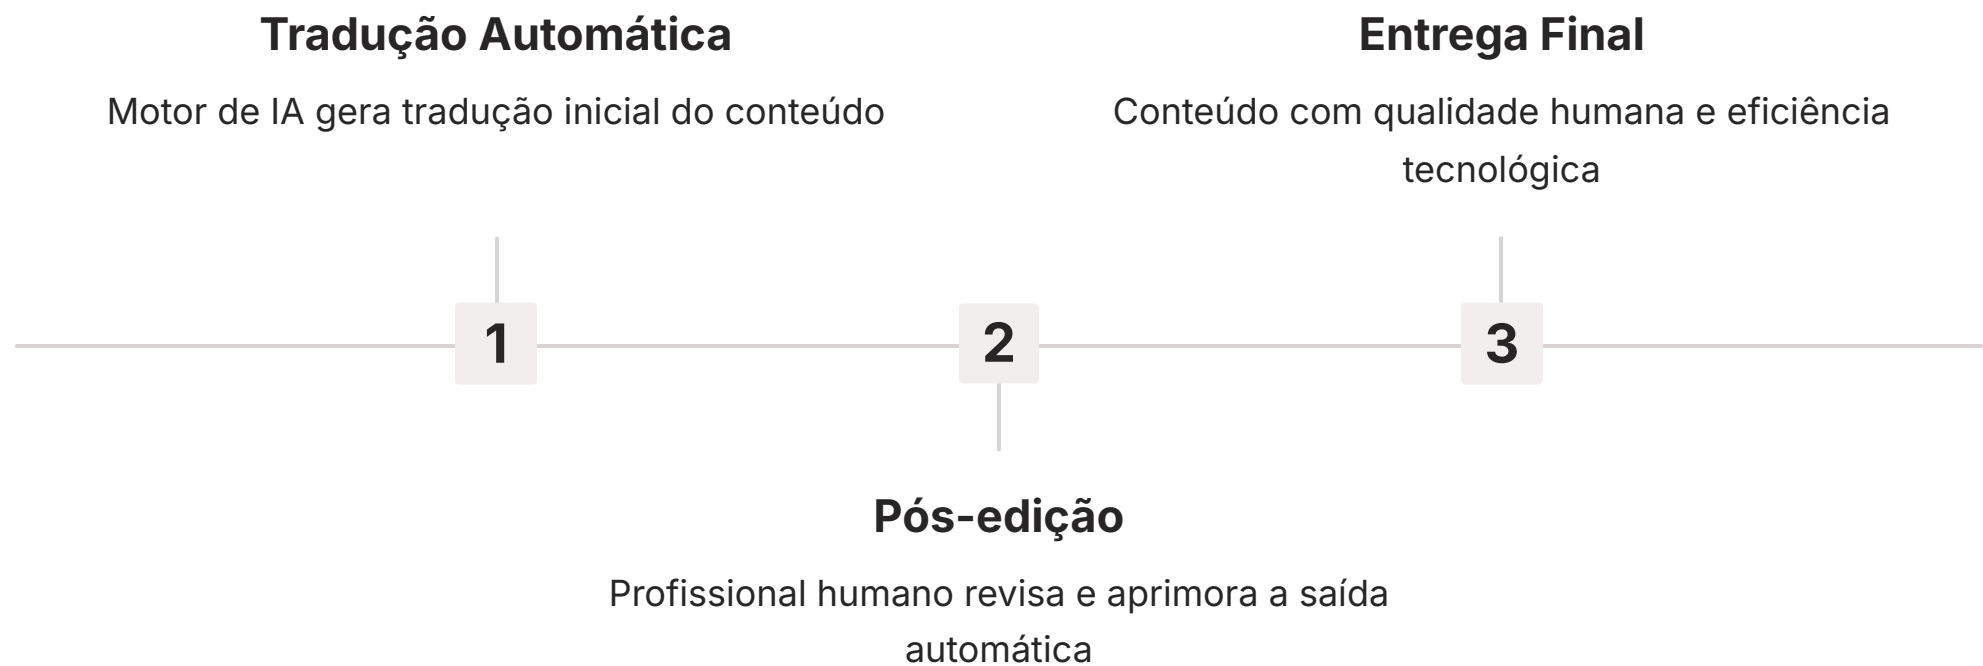 Tradução Automática
Motor de IA gera tradução inicial do conteúdo
Entrega Final
Conteúdo com qualidade humana e eficiência
tecnológica
1
2
3
Pós-edição
Profissional humano revisa e aprimora a saída
automática